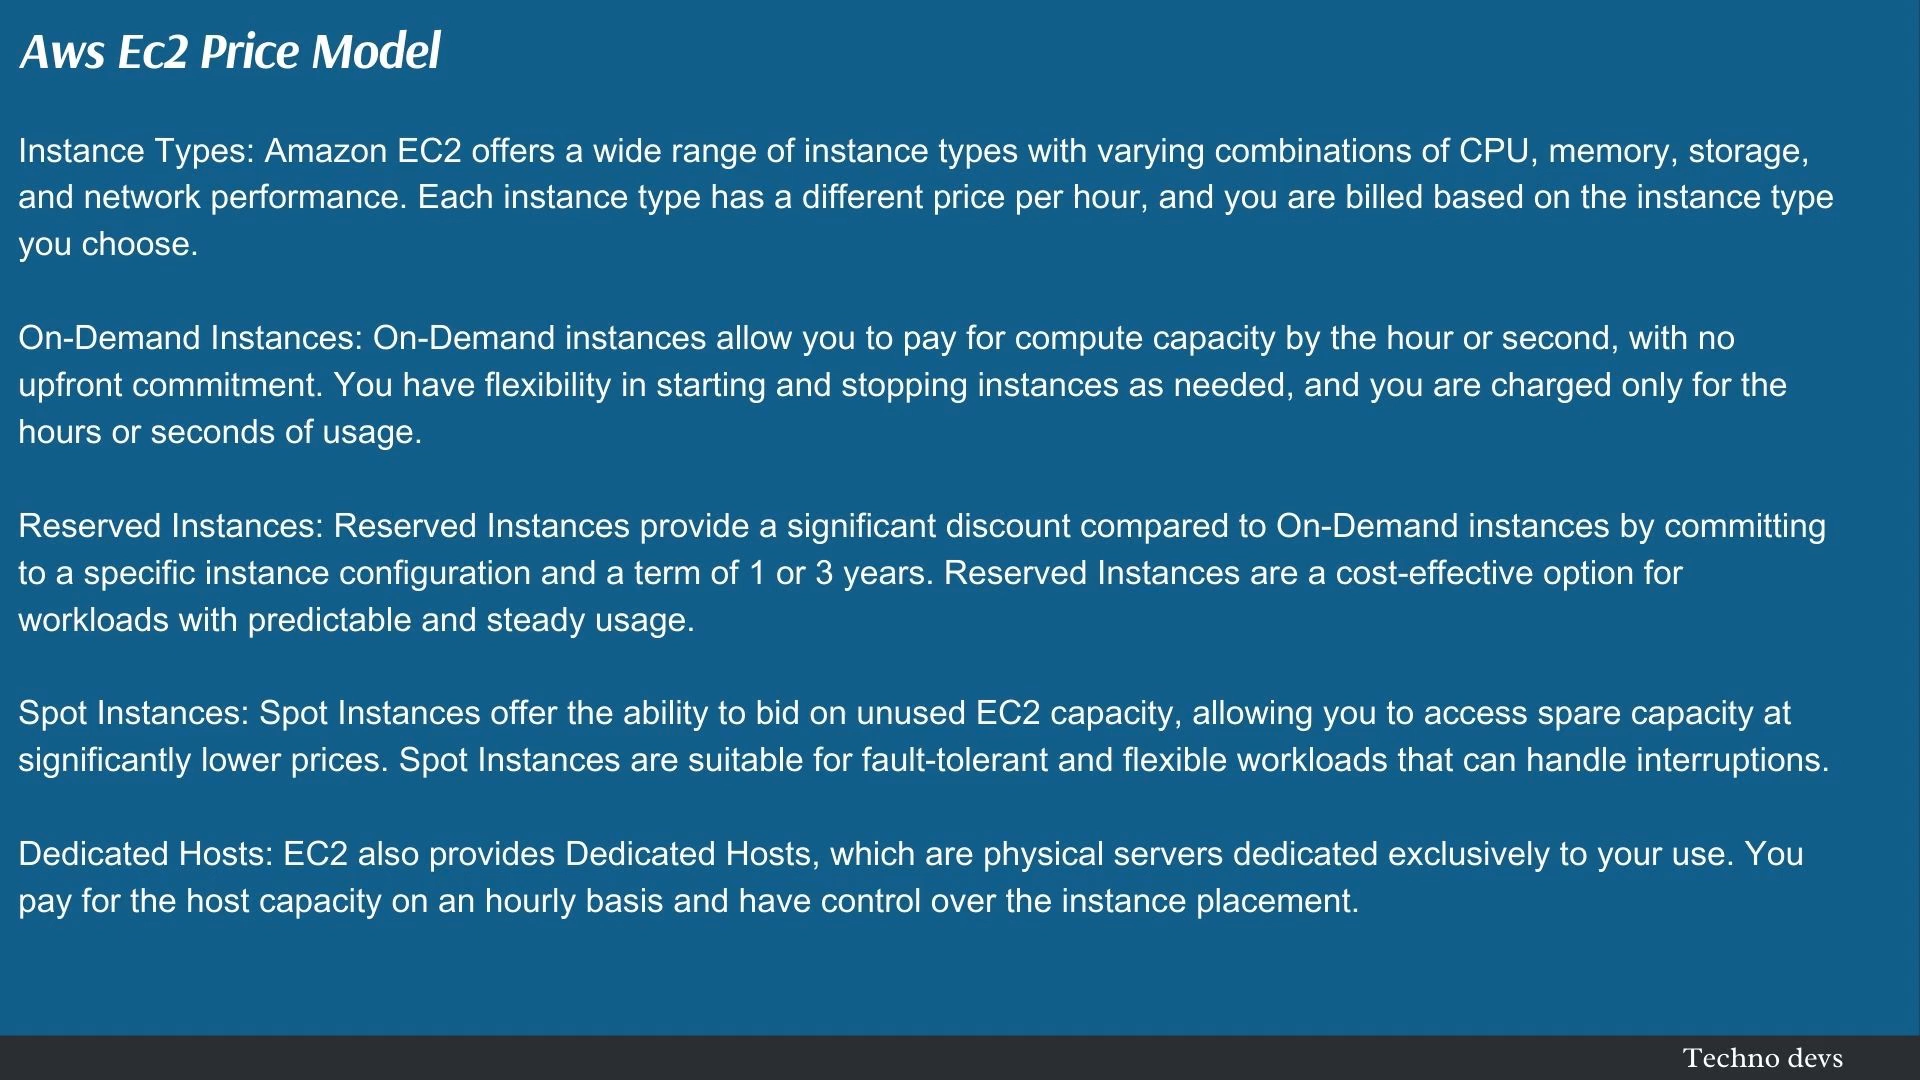 Aws Ec2 Price Model
Instance Types: Amazon EC2 offers a wide range of instance types with varying combinations of CPU, memory, storage,
and network performance. Each instance type has a different price per hour, and you are billed based on the instance type
you choose.
On-Demand Instances: On-Demand instances allow you to pay for compute capacity by the hour or second, with no
upfront commitment. You have flexibility in starting and stopping instances as needed, and you are charged only for the
hours or seconds of usage.
Reserved Instances: Reserved Instances provide a significant discount compared to On-Demand instances by committing
to a specific instance configuration and a term of 1 or 3 years. Reserved Instances are a cost-effective option for
workloads with predictable and steady usage.
Spot Instances: Spot Instances offer the ability to bid on unused EC2 capacity, allowing you to access spare capacity at
significantly lower prices. Spot Instances are suitable for fault-tolerant and flexible workloads that can handle interruptions.
Dedicated Hosts: EC2 also provides Dedicated Hosts, which are physical servers dedicated exclusively to your use. You
pay for the host capacity on an hourly basis and have control over the instance placement.
Techno devs